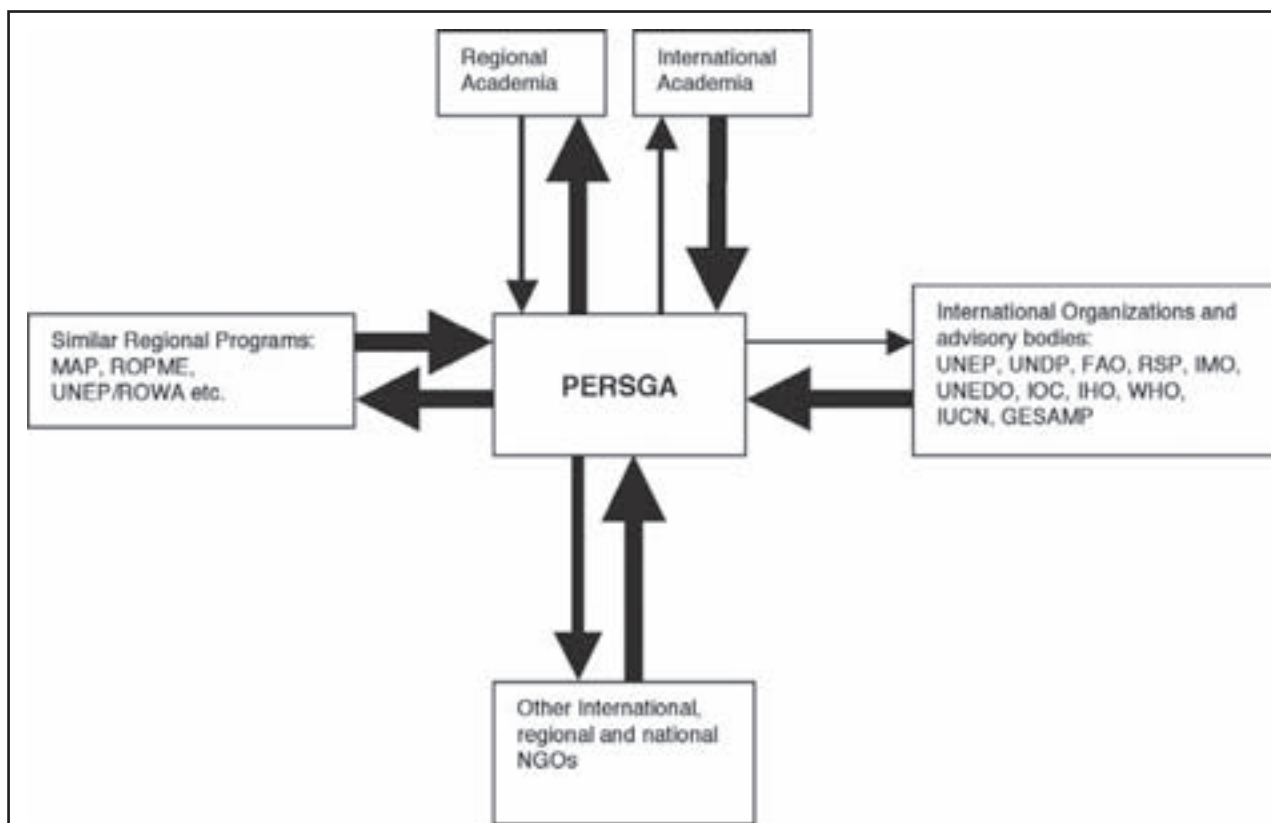 Regional
Academia
International
Academia
Similar Regional Programs:
MAP, ROPME,
UNEP/ROWA etc.
PERSGA
International Organizations and
advisory bodies:
UNEP, UNDP, FAO, RSP, IMO,
UNEDO, IOC, IHO, WHO,
IUCN, GESAMP
Other International,
regional and national
NGOs